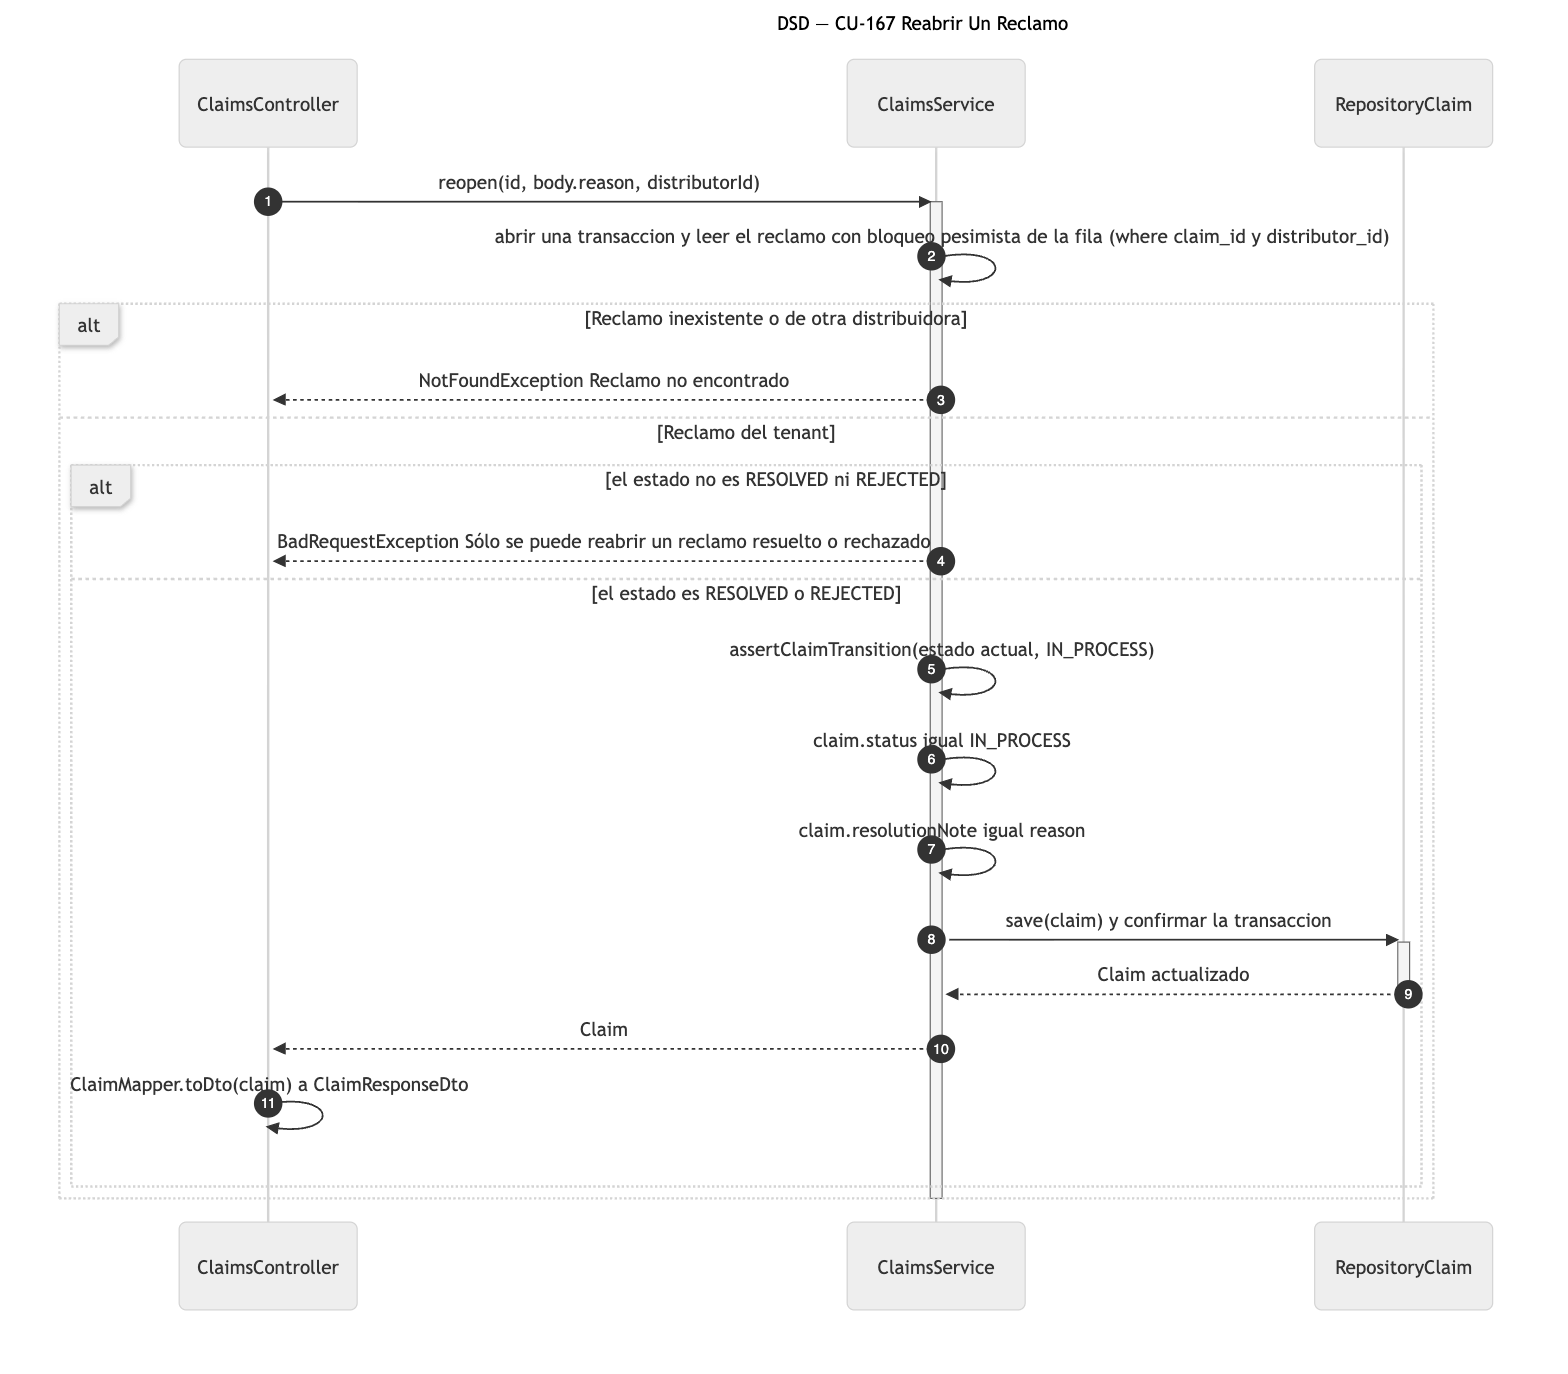 DSD — CU-167 Reabrir Un Reclamo
ClaimsController
ClaimsService
RepositoryClaim
reopen(id, body.reason, distributorId)
1
abrir una transaccion y leer el reclamo con bloqueo pesimista de la fila (where claim_id y distributor_id)
2
alt
[Reclamo inexistente o de otra distribuidora]
NotFoundException Reclamo no encontrado
3
[Reclamo del tenant]
alt
[el estado no es RESOLVED ni REJECTED]
BadRequestException Sólo se puede reabrir un reclamo resuelto o rechazado
4
[el estado es RESOLVED o REJECTED]
assertClaimTransition(estado actual, IN_PROCESS)
5
claim.status igual IN_PROCESS
6
claim.resolutionNote igual reason
7
save(claim) y confirmar la transaccion
8
Claim actualizado
9
Claim
10
ClaimMapper.toDto(claim) a ClaimResponseDto
11
ClaimsController
ClaimsService
RepositoryClaim